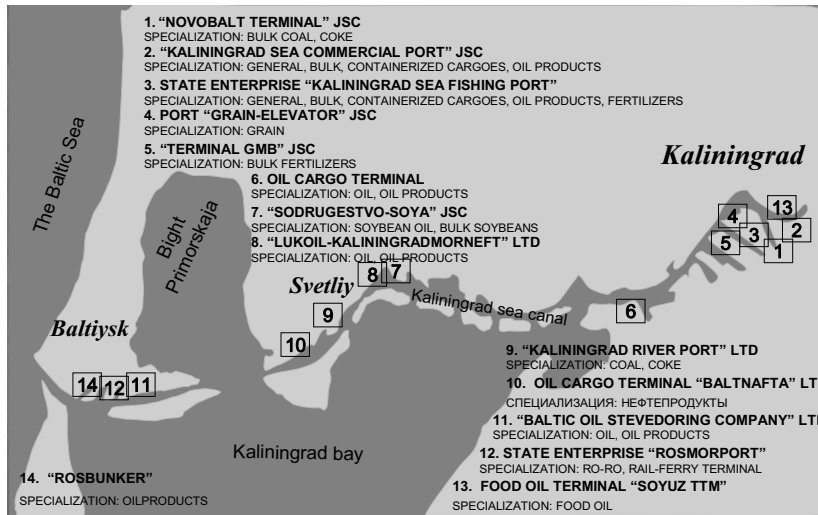 1. “NOVOBALT TERMINAL” JSC
SPECIALIZATION: BULK COAL, COKE
2. “KALININGRAD SEA COMMERCIAL PORT” JSC
SPECIALIZATION: GENERAL, BULK, CONTAINERIZED CARGOES, OIL PRODUCTS
3. STATE ENTERPRISE “KALININGRAD SEA FISHING PORT”
SPECIALIZATION: GENERAL, BULK, CONTAINERIZED CARGOES, OIL PRODUCTS, FERTILIZERS
4. PORT “GRAIN-ELEVATOR” JSC
SPECIALIZATION: GRAIN
5. “TERMINAL GMB” JSC
SPECIALIZATION: BULK FERTILIZERS
6. OIL CARGO TERMINAL
SPECIALIZATION: OIL, OIL PRODUCTS
7. “SODRUGESTVO-SOYA” JSC
SPECIALIZATION: SOYBEAN OIL, BULK SOYBEANS
8. “LUKOIL-KALININGRADMORNEFT” LTD
SPECIALIZATION: OIL, OIL PRODUCTS
The Baltic Sea
Bight
Primorskaja
Kaliningrad
4
13
2
3
5
1
Svetliy
8
7
Kaliningrad sea canal
6
9
10
Baltiysk
14
12
11
Kaliningrad bay
9. “KALININGRAD RIVER PORT” LTD
SPECIALIZATION: COAL, COKE
10. OIL CARGO TERMINAL “BALTNAFTA” LT
СПЕЦИАЛИЗАЦИЯ: НЕФТЕПРОДУКТЫ
11. “BALTIC OIL STEVEDORING COMPANY” LT
SPECIALIZATION: OIL, OIL PRODUCTS
12. STATE ENTERPRISE “ROSMORPORT”
SPECIALIZATION: RO-RO, RAIL-FERRY TERMINAL
13. FOOD OIL TERMINAL “SOYUZ TTM”
SPECIALIZATION: FOOD OIL
14. “ROSBUNKER”
SPECIALIZATION: OILPRODUCTS